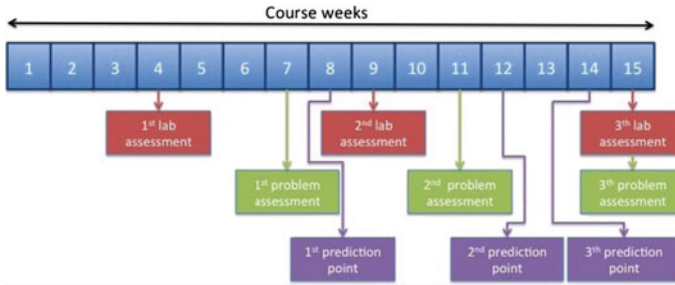 Course weeks
1 2 3 4 5 6 7 8 9 10 11 12 13 14 15
1st lab
assessment
2nd lab
assessment
3th lab
assessment
1st problem
assessment
2nd problem
assessment
3th problem
assessment
1st prediction
point
2nd prediction
point
3th prediction
point